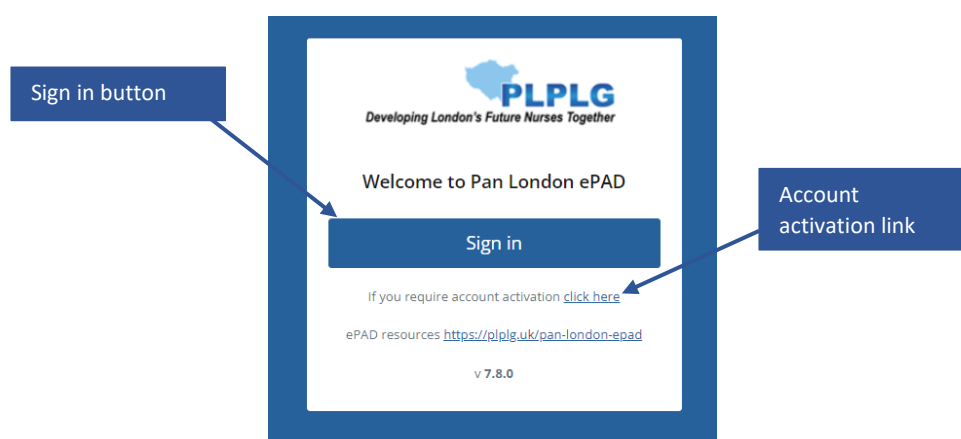 Sign in button
PLPLG
Developing London's Future Nurses Together
Welcome to Pan London ePAD
Sign in
Account
activation link
If you require account activation click here
ePAD resources https://plplg.uk/pan-london-epad
v 7.8.0